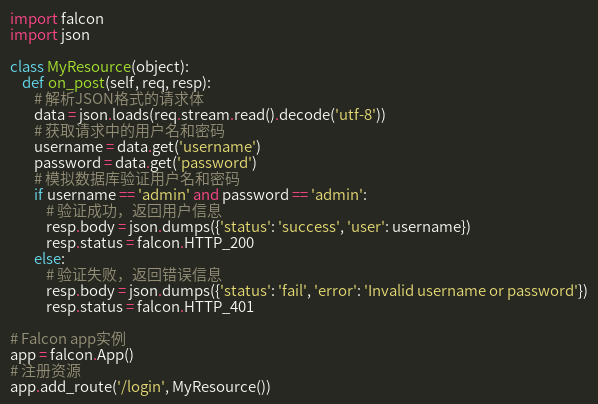 import falcon
import json
class MyResource(object):
def on_post(self, req, resp):
# 解析JSON格式的请求体
data = json.loads(req.stream.read().decode('utf-8'))
# 获取请求中的用户名和密码
username = data.get('username')
password = data.get('password')
# 模拟数据库验证用户名和密码
if username == 'admin' and password == 'admin':
# 验证成功，返回用户信息
resp.body = json.dumps({'status': 'success', 'user': username})
resp.status = falcon.HTTP_200
else:
# 验证失败，返回错误信息
resp.body = json.dumps({'status': 'fail', 'error': 'Invalid username or password'})
resp.status = falcon.HTTP_401
# Falcon app实例
app = falcon.App()
# 注册资源
app.add_route('/login', MyResource())